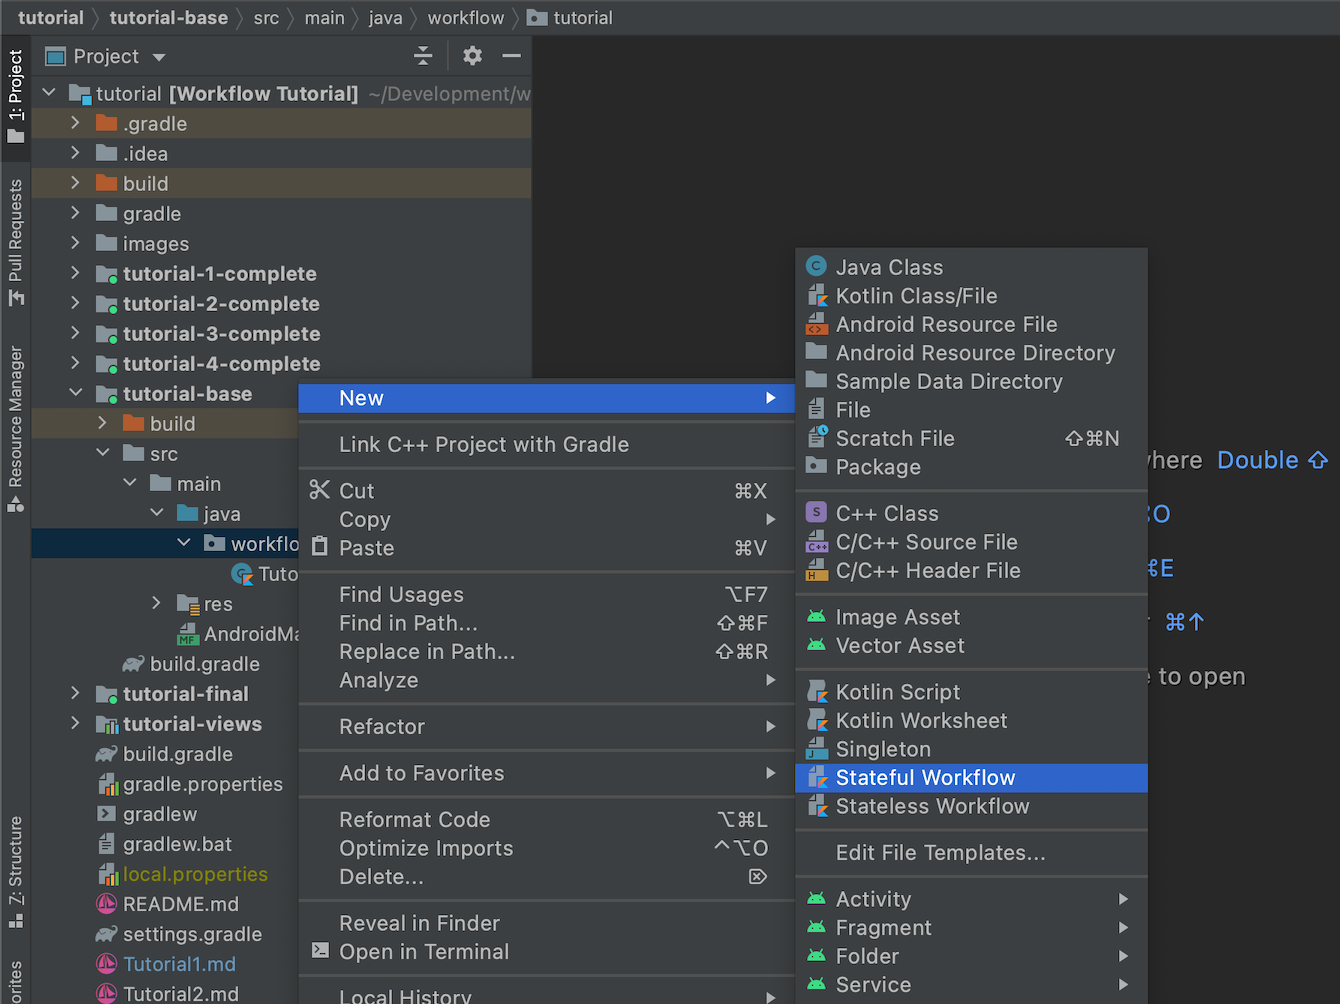 tutorial tutorial-base src main java workflow tutorial
1: Project
Pull Requests
Resource Manager
Z: Structure
Project
tutorial [Workflow Tutorial] ~/Development/w
.gradle
.idea
build
gradle
images
tutorial-1-complete
tutorial-2-complete
tutorial-3-complete
tutorial-4-complete
tutorial-base
build
src
main
java
workflo
Tuto
res
MF AndroidMa
build.gradle
tutorial-final
tutorial-views
build.gradle
gradle.properties
gradlew
gradlew.bat
local.properties
README.md
settings.gradle
Tutorial1.md
Tutorial2.md
New
Link C++ Project with Gradle
Cut ⌘X
Copy
Paste ⌘V
Find Usages ⌥F7
Find in Path... ⇧⌘F
Replace in Path... ⇧⌘R
Analyze
Refactor
Add to Favorites
Reformat Code ⌥⌘L
Optimize Imports ^⌥O
Delete... ⌦
Reveal in Finder
Open in Terminal
Local History
C Java Class
Kotlin Class/File
Android Resource File
Android Resource Directory
Sample Data Directory
File
Scratch File ⇧⌘N
Package
S C++ Class
C++ C/C++ Source File
H C/C++ Header File
Image Asset
Vector Asset
Kotlin Script
Kotlin Worksheet
J Singleton
Stateful Workflow
Stateless Workflow
Edit File Templates...
Activity
Fragment
Folder
Service
here Double ⇧
O
⌘E
⌘↑
to open